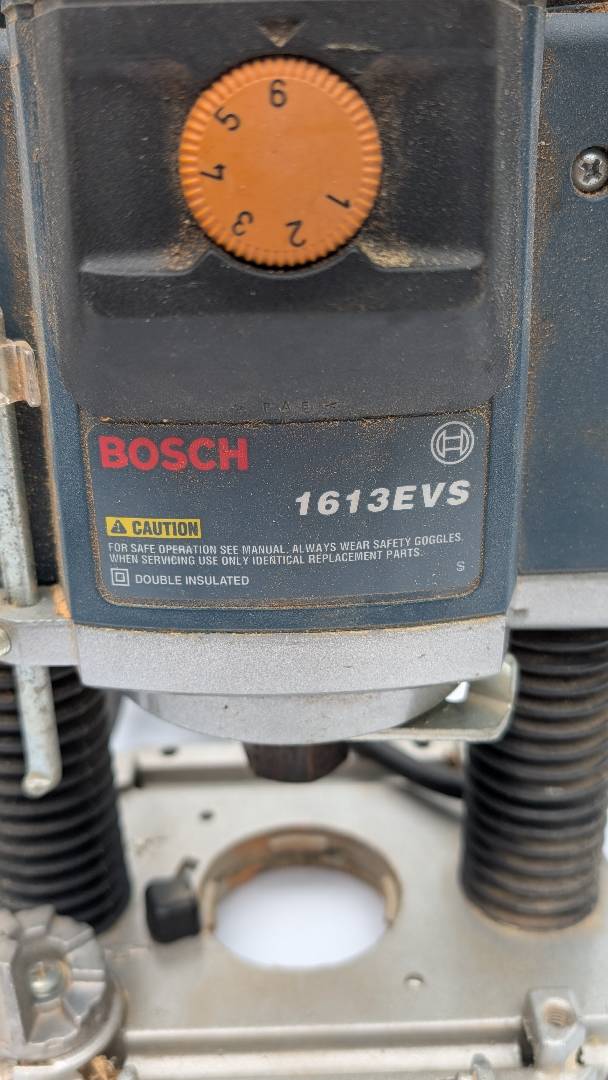 6
5
4
3
2
1
> PA6 <
BOSCH
1613EVS
CAUTION
FOR SAFE OPERATION SEE MANUAL. ALWAYS WEAR SAFETY GOGGLES.
WHEN SERVICING USE ONLY IDENTICAL REPLACEMENT PARTS.
DOUBLE INSULATED
S